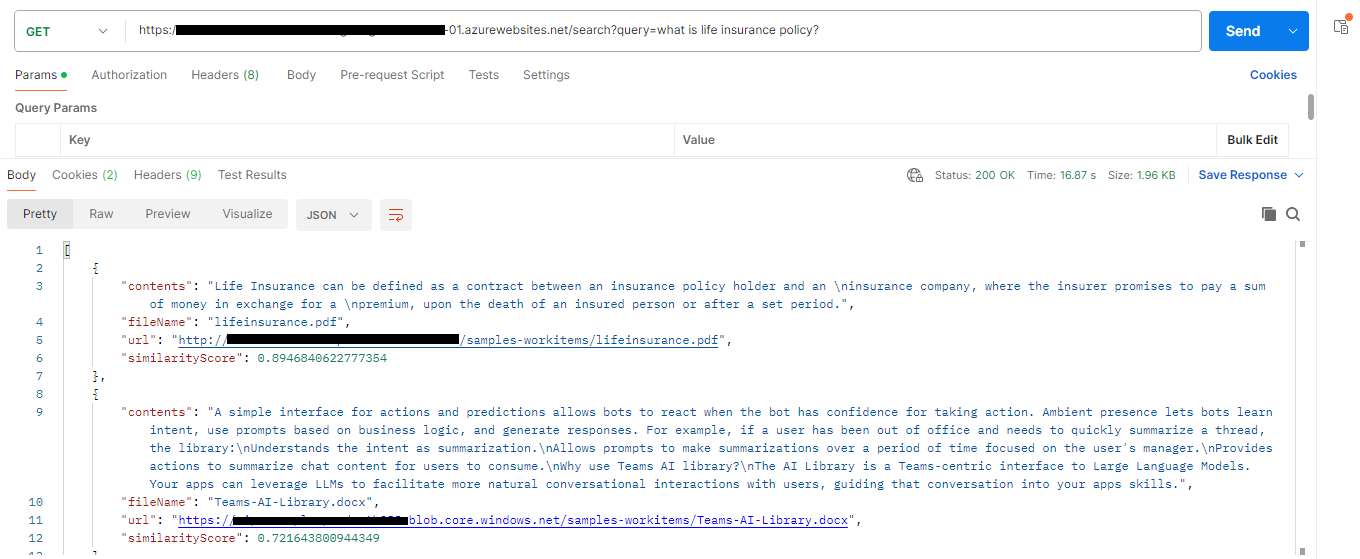 GET https:/ -01.azurewebsites.net/search?query=what is life insurance policy? Send
Params Authorization Headers (8) Body Pre-request Script Tests Settings Cookies
Query Params
Key Value Bulk Edit
Body Cookies (2) Headers (9) Test Results Status: 200 OK Time: 16.87 s Size: 1.96 KB Save Response
Pretty Raw Preview Visualize JSON
1 [
2 {
3 "contents": "Life Insurance can be defined as a contract between an insurance policy holder and an \ninsurance company, where the insurer promises to pay a sum
of money in exchange for a \npremium, upon the death of an insured person or after a set period.",
4 "fileName": "lifeinsurance.pdf",
5 "url": "http:// /samples-workitems/lifeinsurance.pdf",
6 "similarityScore": 0.8946840622777354
7 },
8 {
9 "contents": "A simple interface for actions and predictions allows bots to react when the bot has confidence for taking action. Ambient presence lets bots learn
intent, use prompts based on business logic, and generate responses. For example, if a user has been out of office and needs to quickly summarize a thread,
the library:\nUnderstands the intent as summarization.\nAllows prompts to make summarizations over a period of time focused on the user's manager.\nProvides
actions to summarize chat content for users to consume.\nWhy use Teams AI library?\nThe AI Library is a Teams-centric interface to Large Language Models.
Your apps can leverage LLMs to facilitate more natural conversational interactions with users, guiding that conversation into your apps skills.",
10 "fileName": "Teams-AI-Library.docx",
11 "url": "https:// blob.core.windows.net/samples-workitems/Teams-AI-Library.docx",
12 "similarityScore": 0.721643800944349